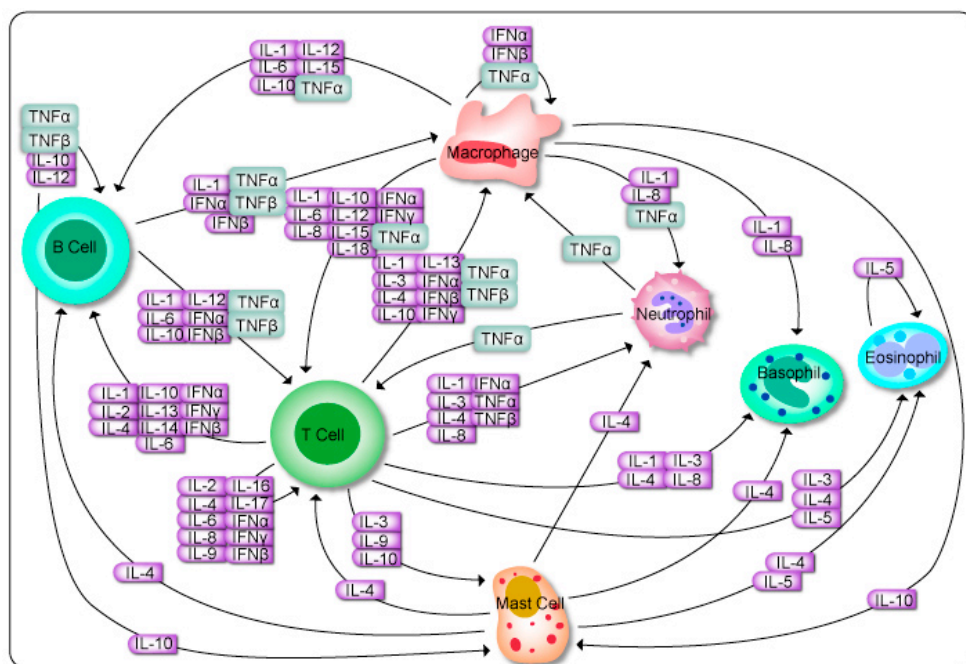 IFNα
IFNβ
TNFα
IL-1 IL-12
IL-6 IL-15
IL-10 TNFα
TNFα
TNFβ
IL-10
IL-12
Macrophage
IL-1 TNFα
IFNα TNFβ
IFNβ
IL-1 IL-10 IFNα
IL-6 IL-12 IFNγ
IL-8 IL-15 TNFα
IL-18
IL-1
IL-8
TNFα
IL-1
IL-8
B Cell
TNFα
IL-1 IL-13 TNFα
IL-3 IFNα
IL-4 IFNβ TNFβ
IL-10 IFNγ
IL-5
IL-1 IL-12 TNFα
IL-6 IFNα
IL-10 IFNβ TNFβ
Neutrophil
TNFα
Basophil
Eosinophil
IL-1 IL-10 IFNα
IL-2 IL-13 IFNγ
IL-4 IL-14 IFNβ
IL-6
T Cell
IL-1 IFNα
IL-3 TNFα
IL-4 TNFβ
IL-8
IL-4
IL-1 IL-3
IL-4 IL-8
IL-2 IL-16
IL-4 IL-17
IL-6 IFNα
IL-8 IFNγ
IL-9 IFNβ
IL-3
IL-9
IL-10
IL-4
IL-3
IL-4
IL-5
IL-4
IL-4
Mast Cell
IL-4
IL-5
IL-10
IL-10